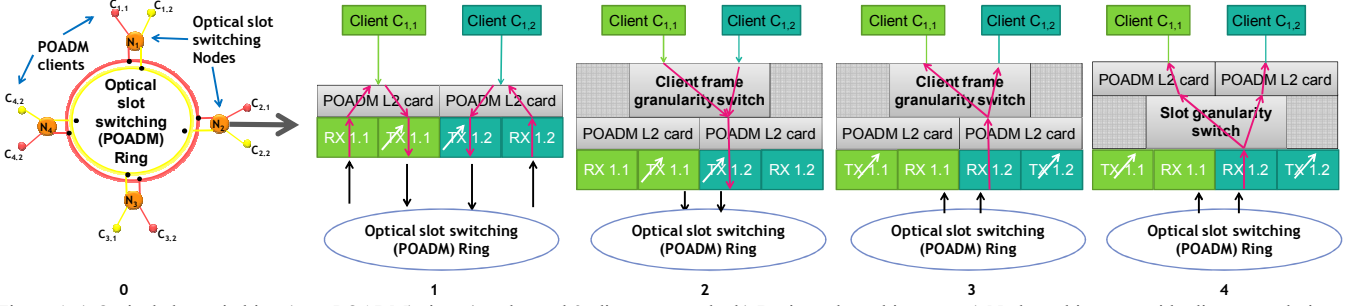 C1.1
C1.2
N1
Optical slot
switching
Nodes
POADM
clients
Optical
slot
switching
(POADM)
Ring
C4.2
N4
C4.2
C2.1
N2
C2.2
N3
C3.1
C3.2
0
Client C1,1
Client C1,2
POADM L2 card
POADM L2 card
RX 1.1
TX 1.1
TX 1.2
RX 1.2
Optical slot switching
(POADM) Ring
1
Client C1,1
Client C1,2
Client frame
granularity switch
POADM L2 card
POADM L2 card
RX 1.1
TX 1.1
TX 1.2
RX 1.2
Optical slot switching
(POADM) Ring
2
Client C1,1
Client C1,2
Client frame
granularity switch
POADM L2 card
POADM L2 card
TX 1.1
RX 1.1
RX 1.2
TX 1.2
Optical slot switching
(POADM) Ring
3
Client C1,1
Client C1,2
POADM L2 card
POADM L2 card
Slot granularity
switch
TX 1.1
RX 1.1
RX 1.2
TX 1.2
Optical slot switching
(POADM) Ring
4